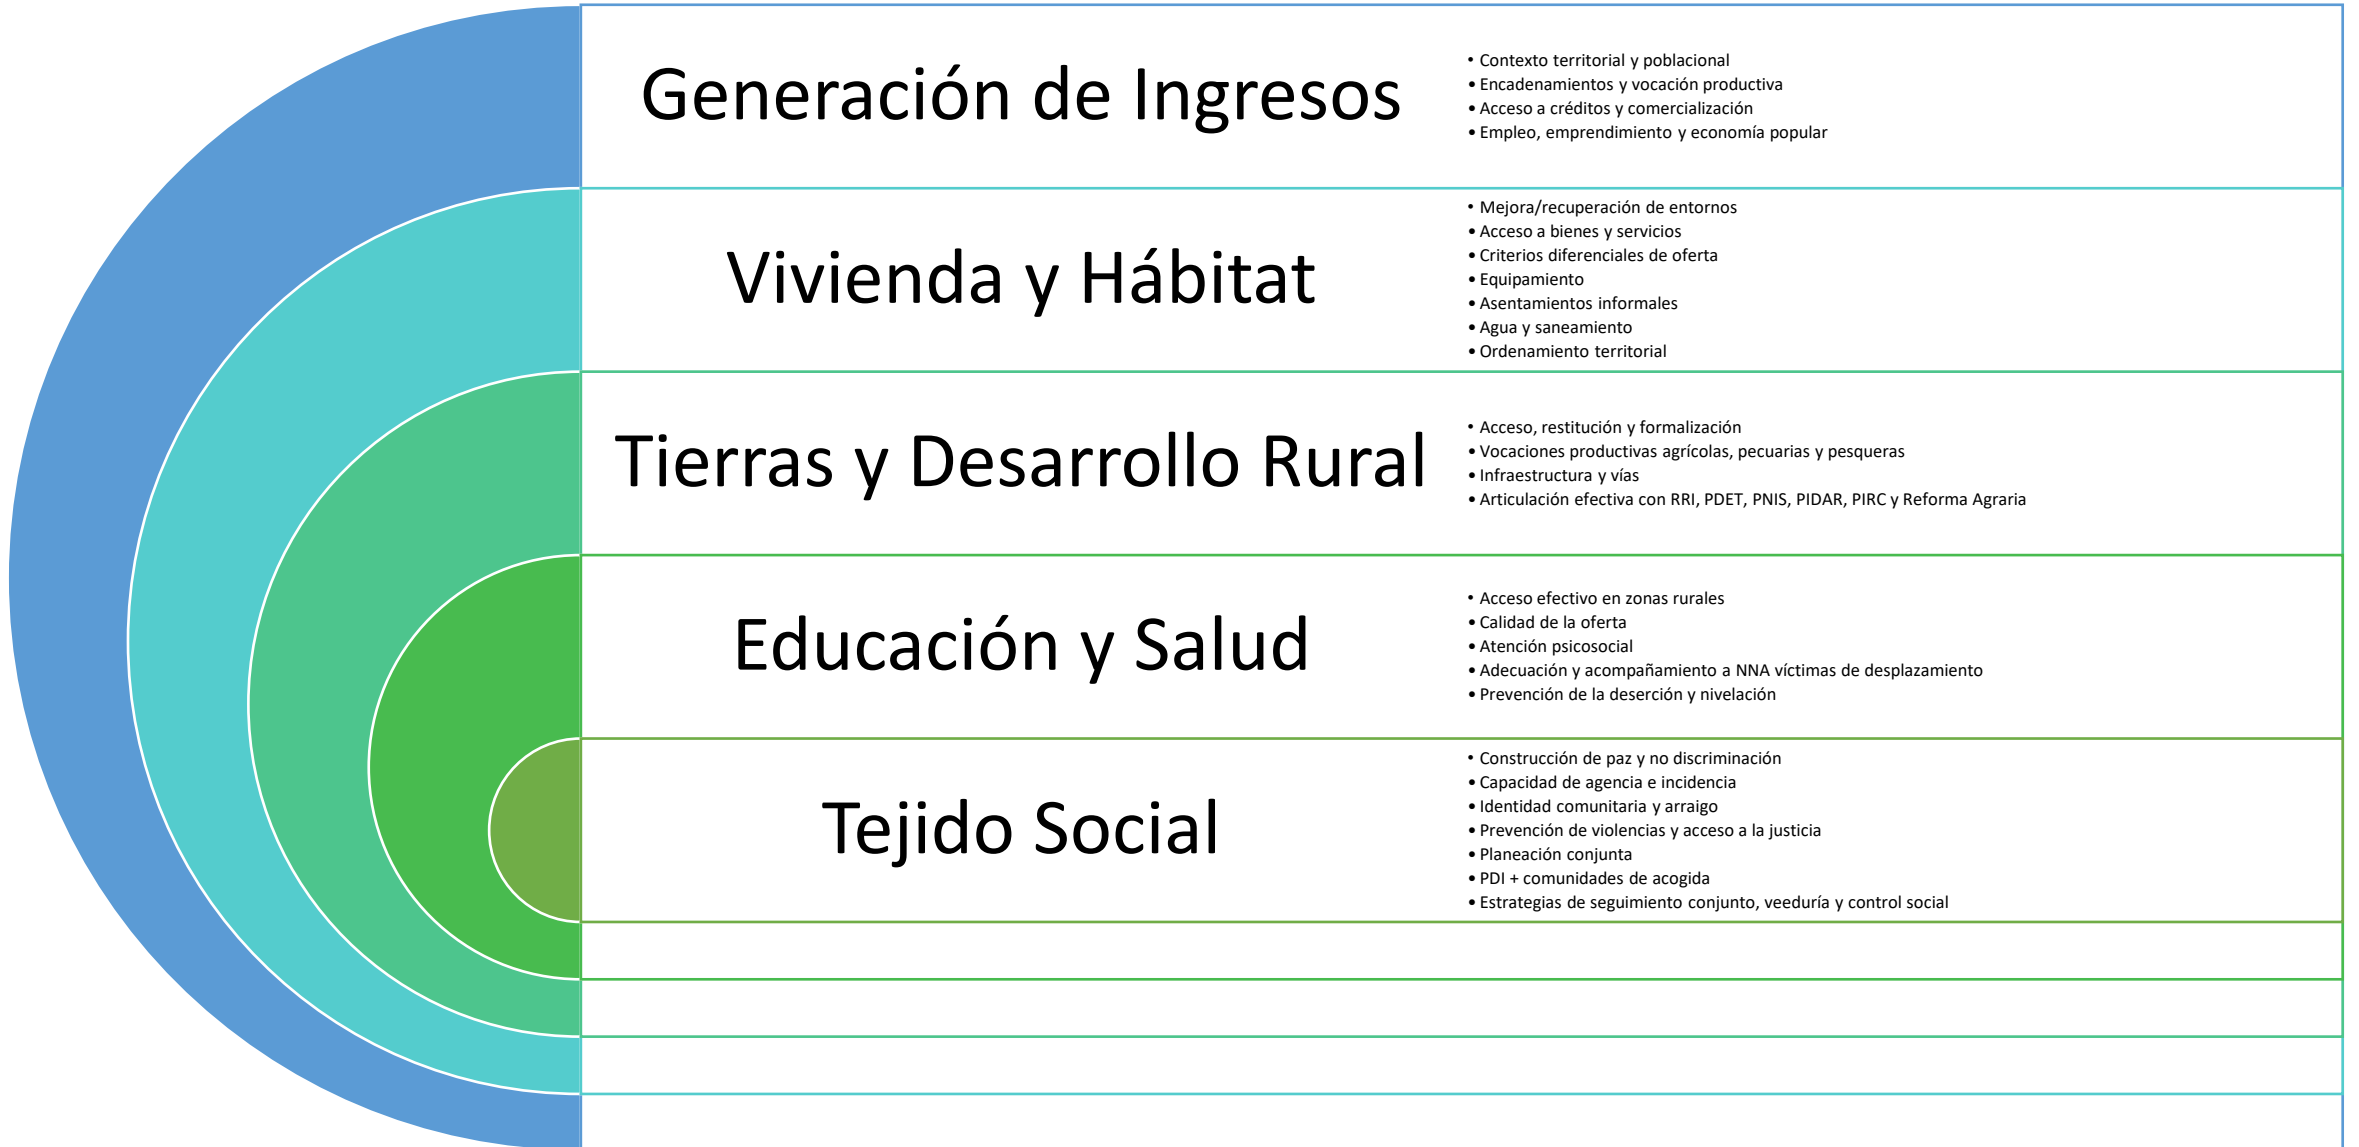 Generación de Ingresos
• Contexto territorial y poblacional
• Encadenamientos y vocación productiva
• Acceso a créditos y comercialización
• Empleo, emprendimiento y economía popular
Vivienda y Hábitat
• Mejora/recuperación de entornos
• Acceso a bienes y servicios
• Criterios diferenciales de oferta
• Equipamiento
• Asentamientos informales
• Agua y saneamiento
• Ordenamiento territorial
Tierras y Desarrollo Rural
• Acceso, restitución y formalización
• Vocaciones productivas agrícolas, pecuarias y pesqueras
• Infraestructura y vías
• Articulación efectiva con RRI, PDET, PNIS, PIDAR, PIRC y Reforma Agraria
Educación y Salud
• Acceso efectivo en zonas rurales
• Calidad de la oferta
• Atención psicosocial
• Adecuación y acompañamiento a NNA víctimas de desplazamiento
• Prevención de la deserción y nivelación
Tejido Social
• Construcción de paz y no discriminación
• Capacidad de agencia e incidencia
• Identidad comunitaria y arraigo
• Prevención de violencias y acceso a la justicia
• Planeación conjunta
• PDI + comunidades de acogida
• Estrategias de seguimiento conjunto, veeduría y control social